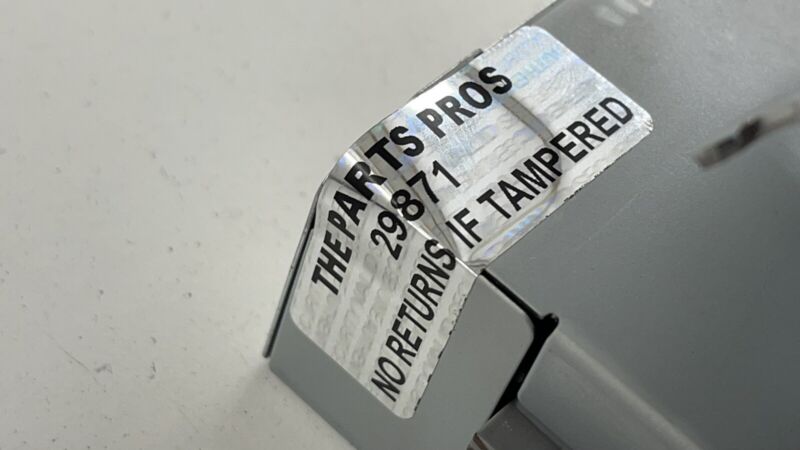 THE PARTS PROS
29871
NO RETURNS IF TAMPERED